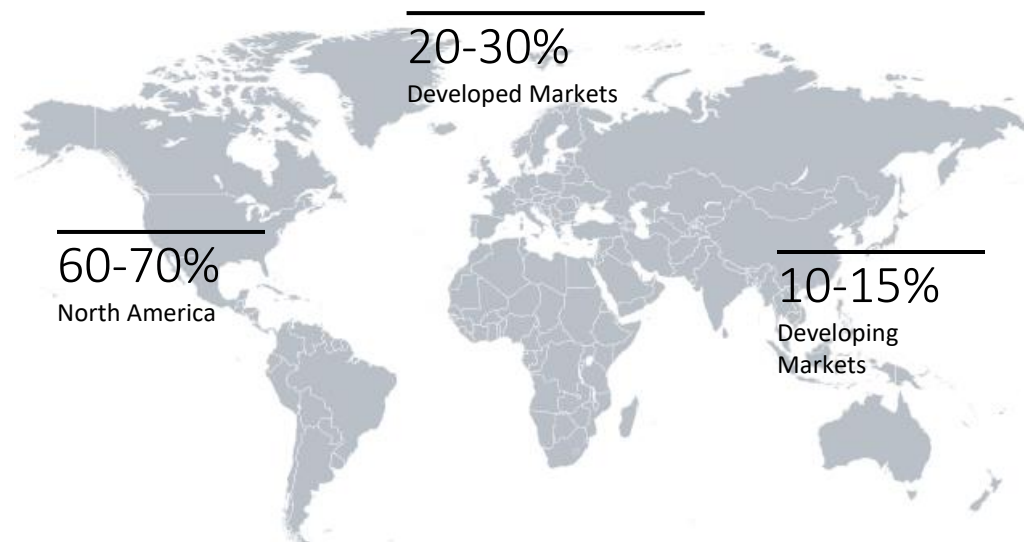 20-30%
Developed Markets
60-70%
North America
10-15%
Developing
Markets